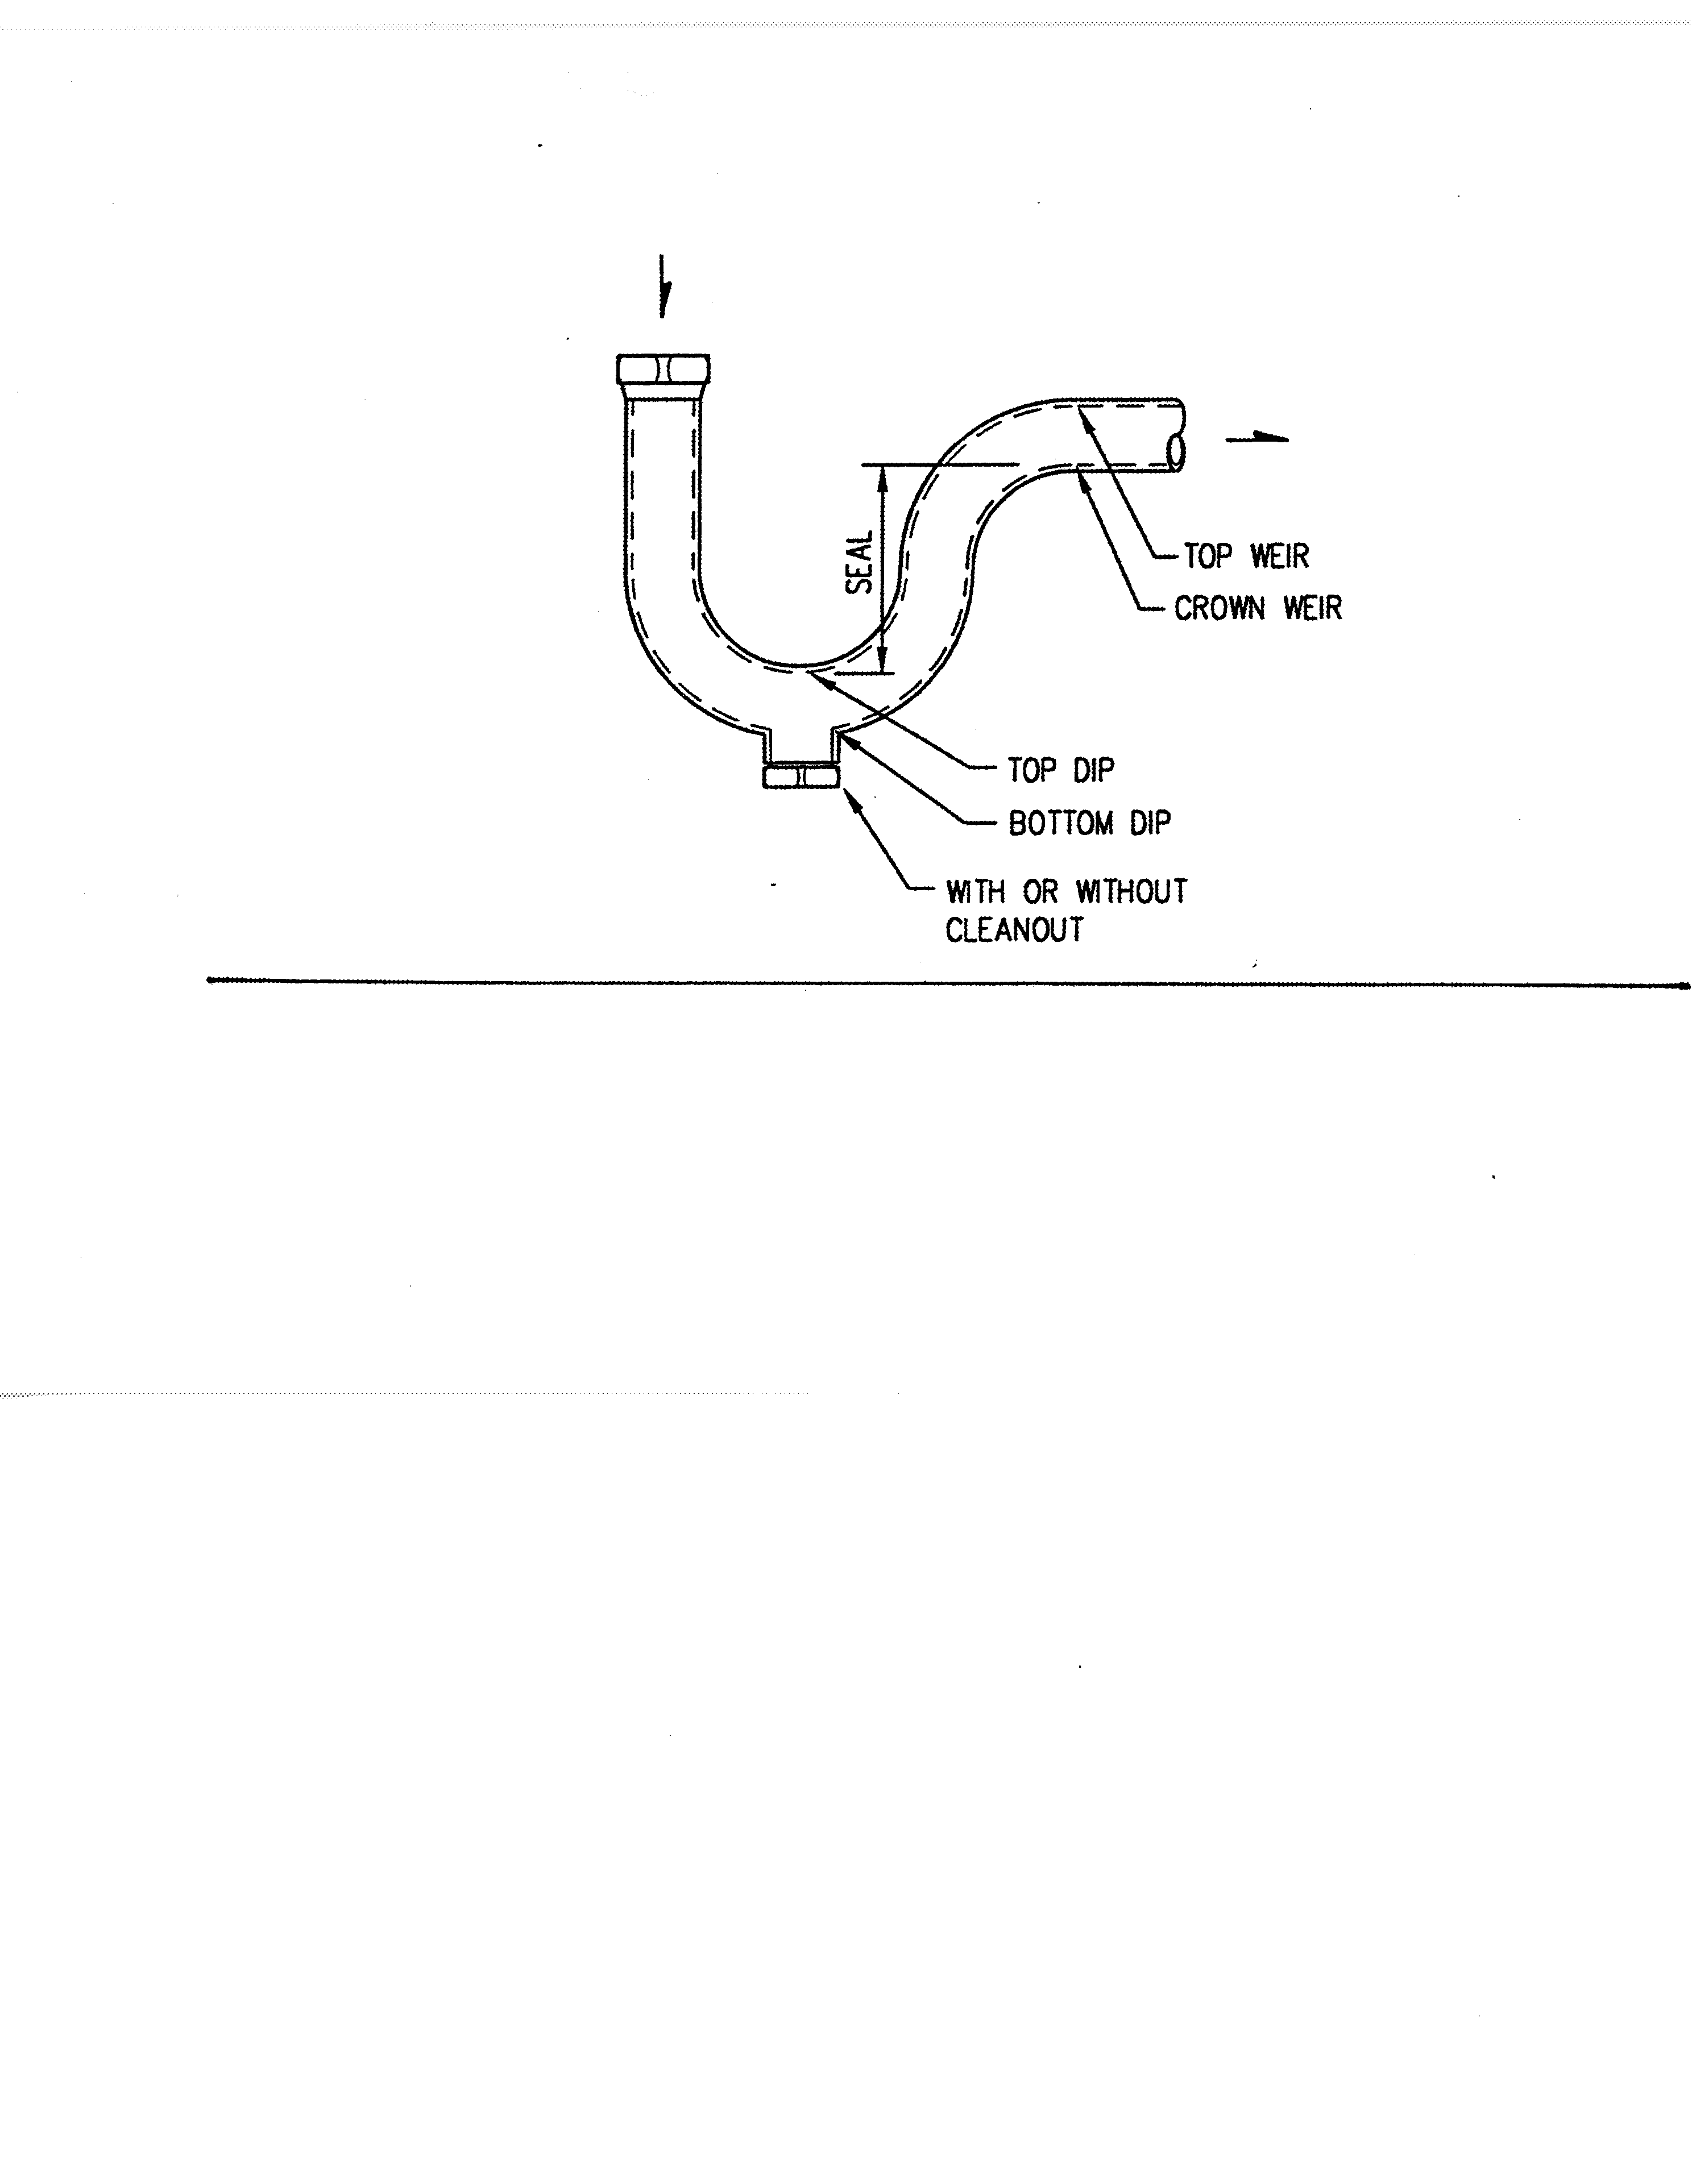 SEAL
TOP WEIR
CROWN WEIR
TOP DIP
BOTTOM DIP
WITH OR WITHOUT
CLEANOUT